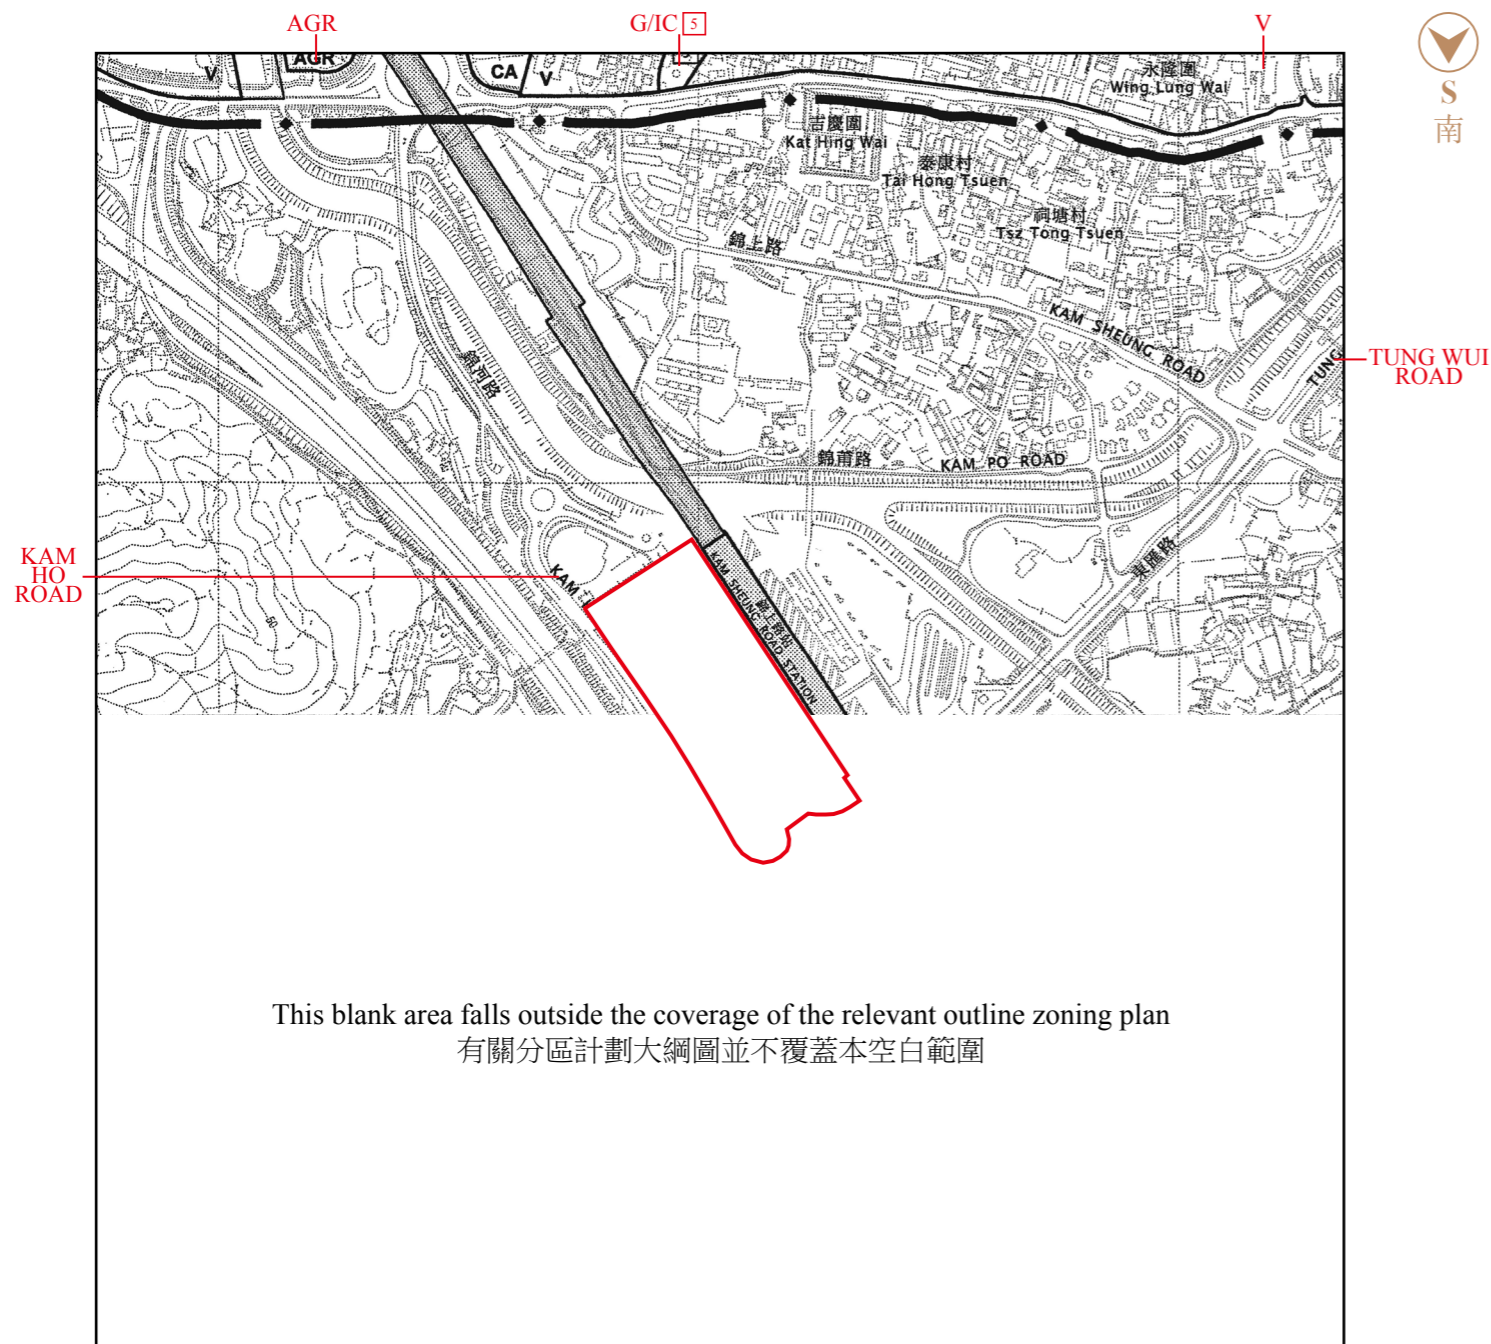 AGR
G/IC 5
V
S
南
V
AGR
CA
V
永隆圍
Wing Lung Wai
吉慶圍
Kat Hing Wai
泰康村
Tai Hong Tsuen
祠塘村
Tsz Tong Tsuen
錦上路
KAM SHEUNG ROAD
TUNG
TUNG WUI
ROAD
錦河路
錦莆路
KAM PO ROAD
東匯路
KAM
HO
ROAD
KAM
錦上路站
KAM SHEUNG ROAD STATION
60
This blank area falls outside the coverage of the relevant outline zoning plan
有關分區計劃大綱圖並不覆蓋本空白範圍